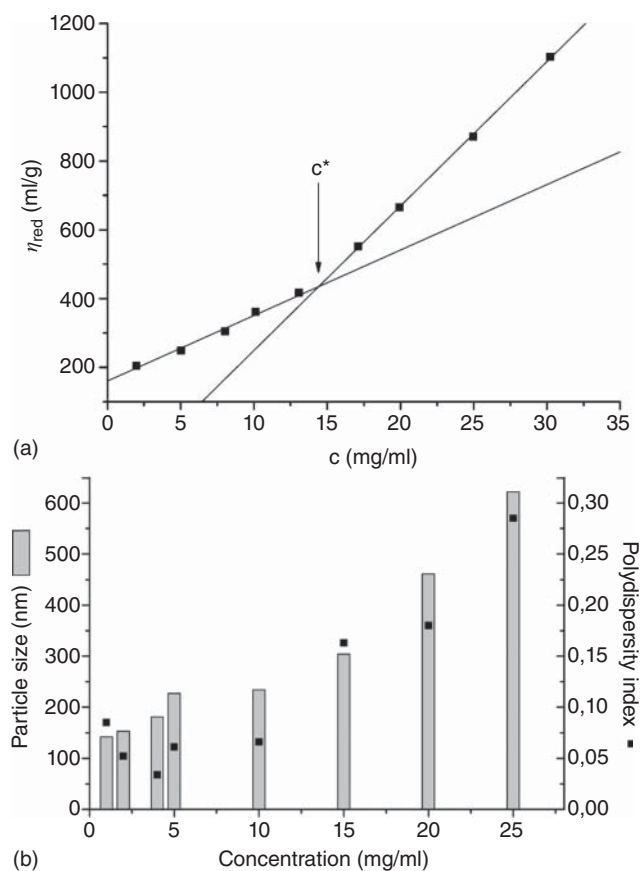 1200
1000
800
600
400
200
η_red (ml/g)
c*
0 5 10 15 20 25 30 35
c (mg/ml)
(a)
600
500
400
300
200
100
0
Particle size (nm)
0,30
0,25
0,20
0,15
0,10
0,05
0,00
Polydispersity index
0 5 10 15 20 25
Concentration (mg/ml)
(b)